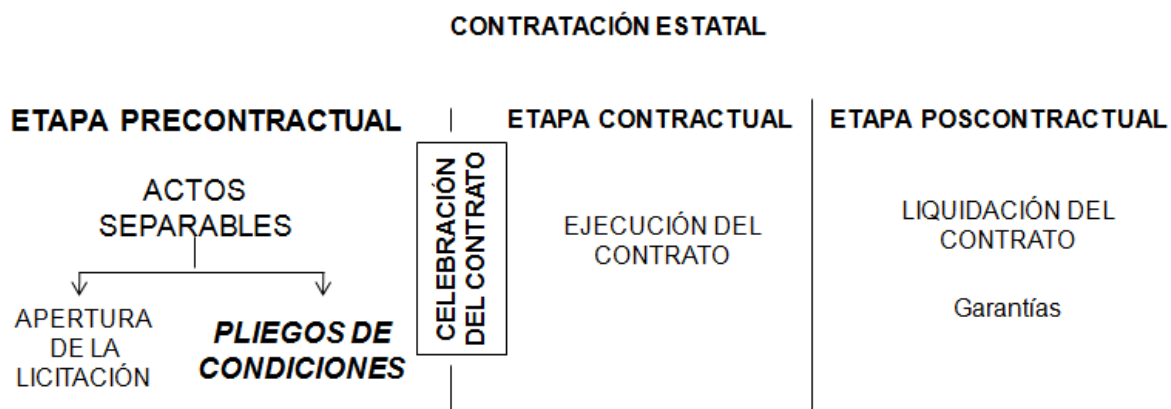 CONTRATACIÓN ESTATAL
ETAPA PRECONTRACTUAL
ACTOS
SEPARABLES
APERTURA
DE LA
LICITACIÓN
PLIEGOS DE
CONDICIONES
CELEBRACIÓN
DEL CONTRATO
ETAPA CONTRACTUAL
EJECUCIÓN DEL
CONTRATO
ETAPA POSCONTRACTUAL
LIQUIDACIÓN DEL
CONTRATO
Garantías